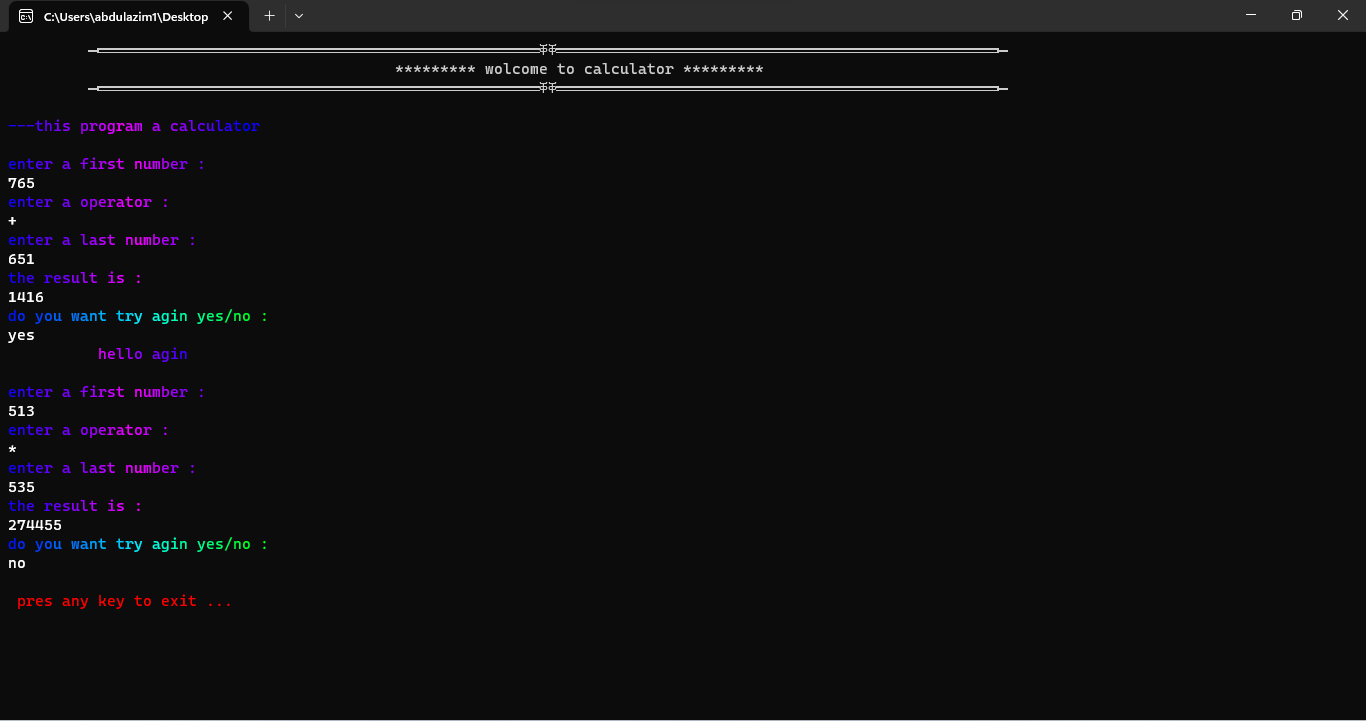 C:\Users\abdulazim1\Desktop
********* wolcome to calculator *********
---this program a calculator
enter a first number :
765
enter a operator :
+
enter a last number :
651
the result is :
1416
do you want try agin yes/no :
yes
hello agin
enter a first number :
513
enter a operator :
*
enter a last number :
535
the result is :
274455
do you want try agin yes/no :
no
pres any key to exit ...